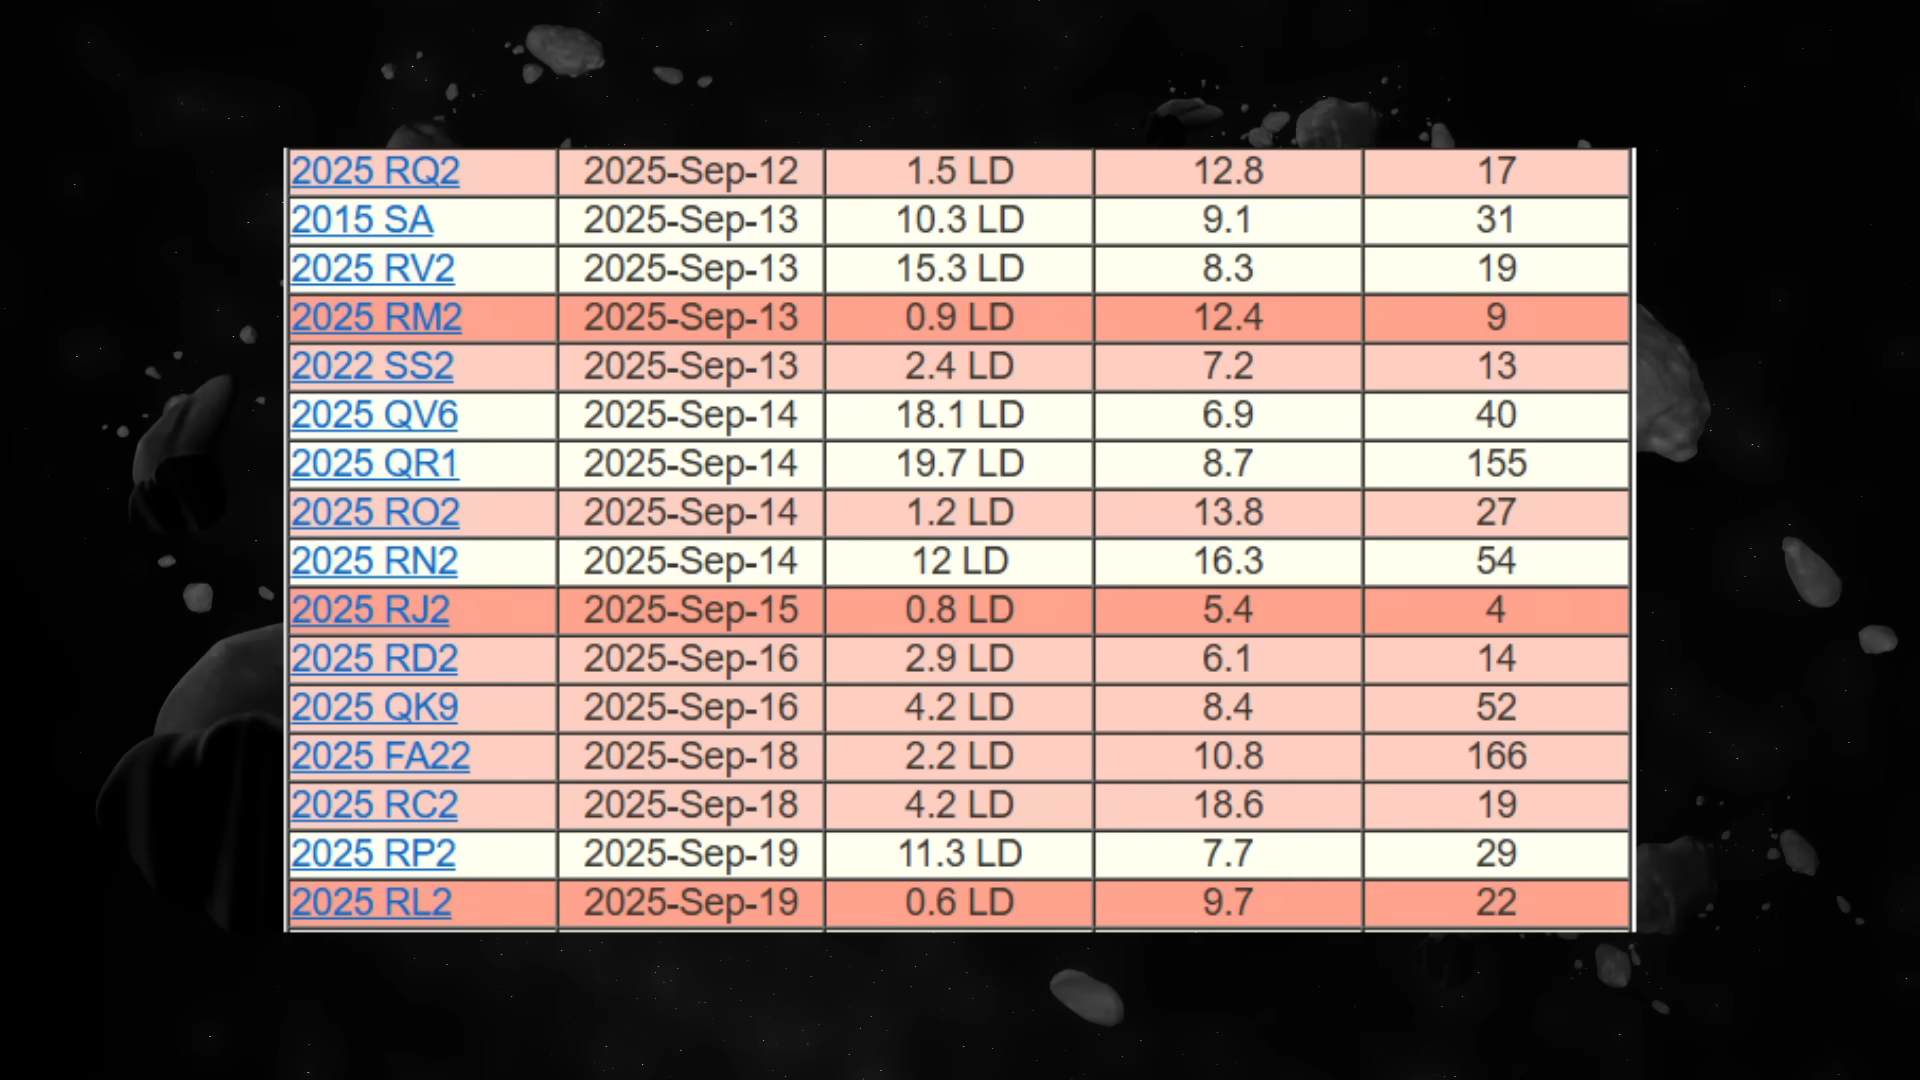 2025 RQ2 2025-Sep-12 1.5 LD 12.8 17
2015 SA 2025-Sep-13 10.3 LD 9.1 31
2025 RV2 2025-Sep-13 15.3 LD 8.3 19
2025 RM2 2025-Sep-13 0.9 LD 12.4 9
2022 SS2 2025-Sep-13 2.4 LD 7.2 13
2025 QV6 2025-Sep-14 18.1 LD 6.9 40
2025 QR1 2025-Sep-14 19.7 LD 8.7 155
2025 RO2 2025-Sep-14 1.2 LD 13.8 27
2025 RN2 2025-Sep-14 12 LD 16.3 54
2025 RJ2 2025-Sep-15 0.8 LD 5.4 4
2025 RD2 2025-Sep-16 2.9 LD 6.1 14
2025 QK9 2025-Sep-16 4.2 LD 8.4 52
2025 FA22 2025-Sep-18 2.2 LD 10.8 166
2025 RC2 2025-Sep-18 4.2 LD 18.6 19
2025 RP2 2025-Sep-19 11.3 LD 7.7 29
2025 RL2 2025-Sep-19 0.6 LD 9.7 22